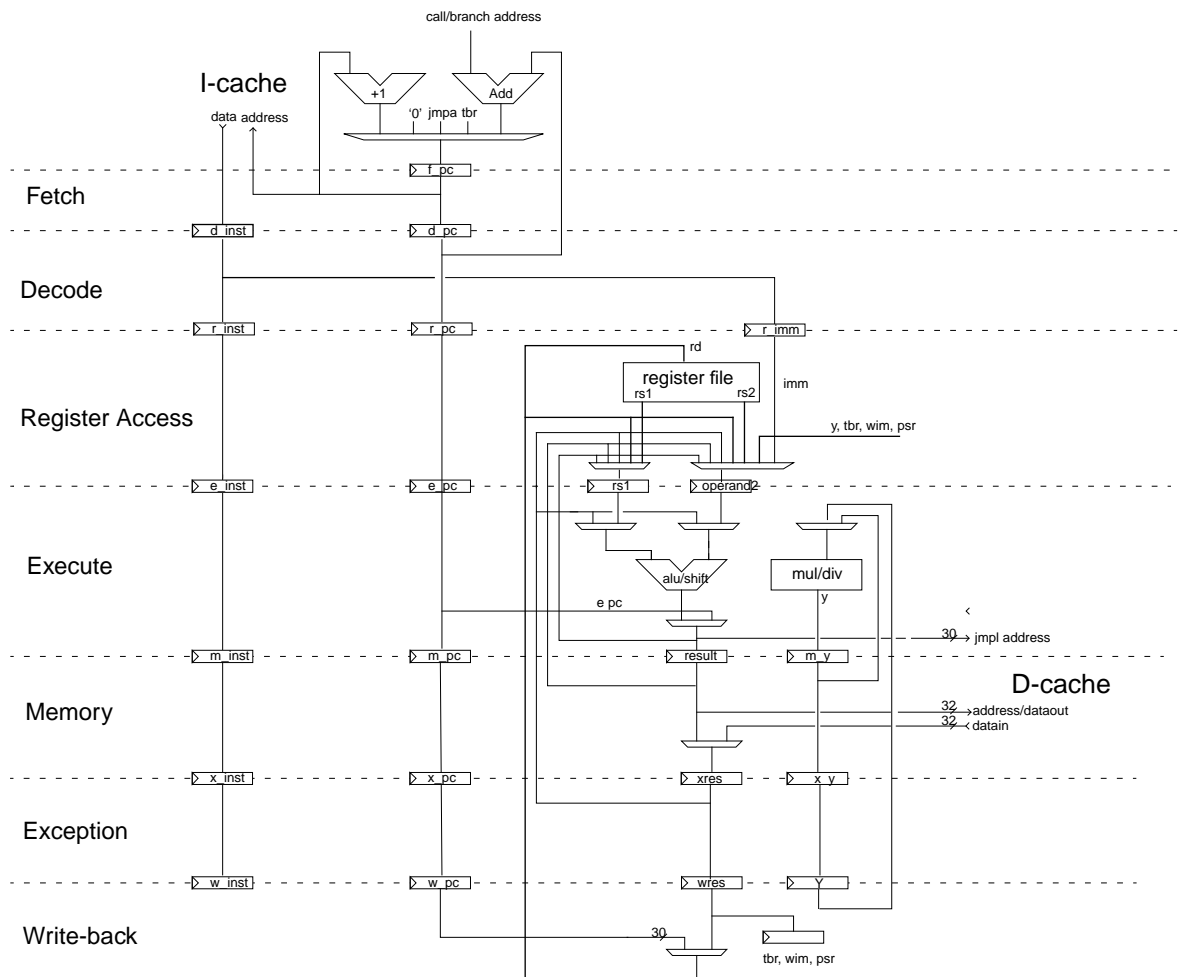 call/branch address
I-cache
+1
Add
data address
‘0’ jmpa tbr
f_pc
Fetch
d_inst
d_pc
Decode
r_inst
r_pc
r_imm
rd
register file
rs1
rs2
imm
Register Access
y, tbr, wim, psr
e_inst
e_pc
rs1
operand2
Execute
alu/shift
mul/div
y
e pc
30
jmpl address
m_inst
m_pc
result
m_y
D-cache
Memory
32
address/dataout
32
datain
x_inst
x_pc
xres
x_y
Exception
w_inst
w_pc
wres
Y
Write-back
30
tbr, wim, psr